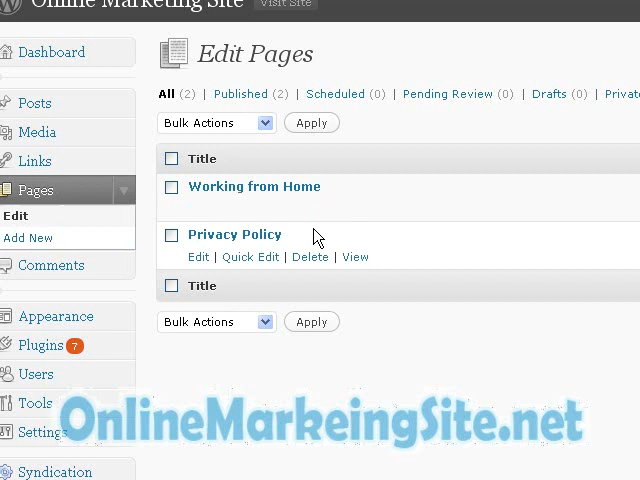 Online Marketing Site Visit Site
Dashboard
Posts
Media
Links
Pages
Edit
Add New
Comments
Appearance
Plugins 7
Users
Tools
Settings
Syndication
Edit Pages
All (2) | Published (2) | Scheduled (0) | Pending Review (0) | Drafts (0) | Privat
Bulk Actions Apply
Title
Working from Home
Privacy Policy
Edit | Quick Edit | Delete | View
Title
Bulk Actions Apply
OnlineMarkeingSite.net